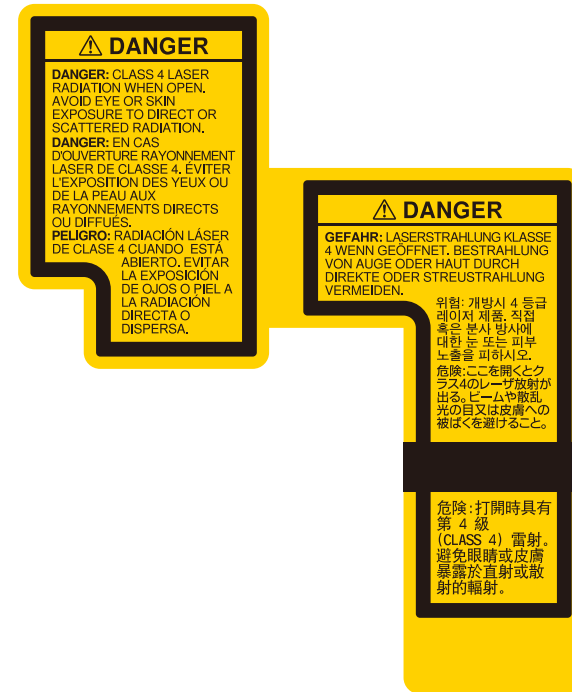 ⚠ DANGER
DANGER: CLASS 4 LASER
RADIATION WHEN OPEN.
AVOID EYE OR SKIN
EXPOSURE TO DIRECT OR
SCATTERED RADIATION.
DANGER: EN CAS
D'OUVERTURE RAYONNEMENT
LASER DE CLASSE 4. ÉVITER
L'EXPOSITION DES YEUX OU
DE LA PEAU AUX
RAYONNEMENTS DIRECTS
OU DIFFUÉS.
PELIGRO: RADIACIÓN LÁSER
DE CLASE 4 CUANDO ESTÁ
ABIERTO. EVITAR
LA EXPOSICIÓN
DE OJOS O PIEL A
LA RADIACIÓN
DIRECTA O
DISPERSA.
⚠ DANGER
GEFAHR: LASERSTRAHLUNG KLASSE
4 WENN GEÖFFNET. BESTRAHLUNG
VON AUGE ODER HAUT DURCH
DIREKTE ODER STREUSTRAHLUNG
VERMEIDEN.
위험: 개방시 4 등급
레이저 제품. 직접
혹은 분사 방사에
대한 눈 또는 피부
노출을 피하시오.
危険:ここを開くとク
ラス4のレーザ放射が
出る。ビームや散乱
光の目又は皮膚への
被ばくを避けること。
危険:打開時具有
第 4 級
(CLASS 4) 雷射。
避免眼睛或皮膚
暴露於直射或散
射的輻射。